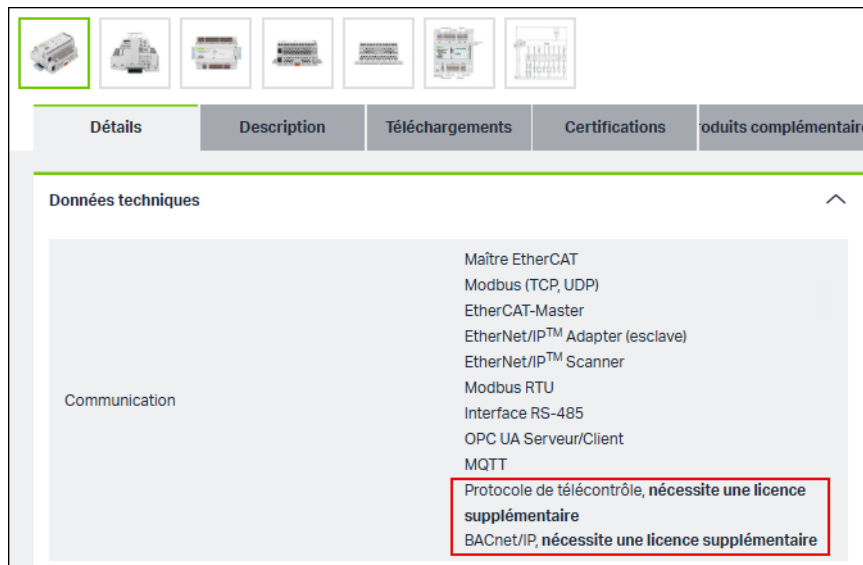 Détails
Description
Téléchargements
Certifications
oduits complémentair
Données techniques
Communication
Maître EtherCAT
Modbus (TCP, UDP)
EtherCAT-Master
EtherNet/IP™ Adapter (esclave)
EtherNet/IP™ Scanner
Modbus RTU
Interface RS-485
OPC UA Serveur/Client
MQTT
Protocole de télécontrôle, nécessite une licence
supplémentaire
BACnet/IP, nécessite une licence supplémentaire